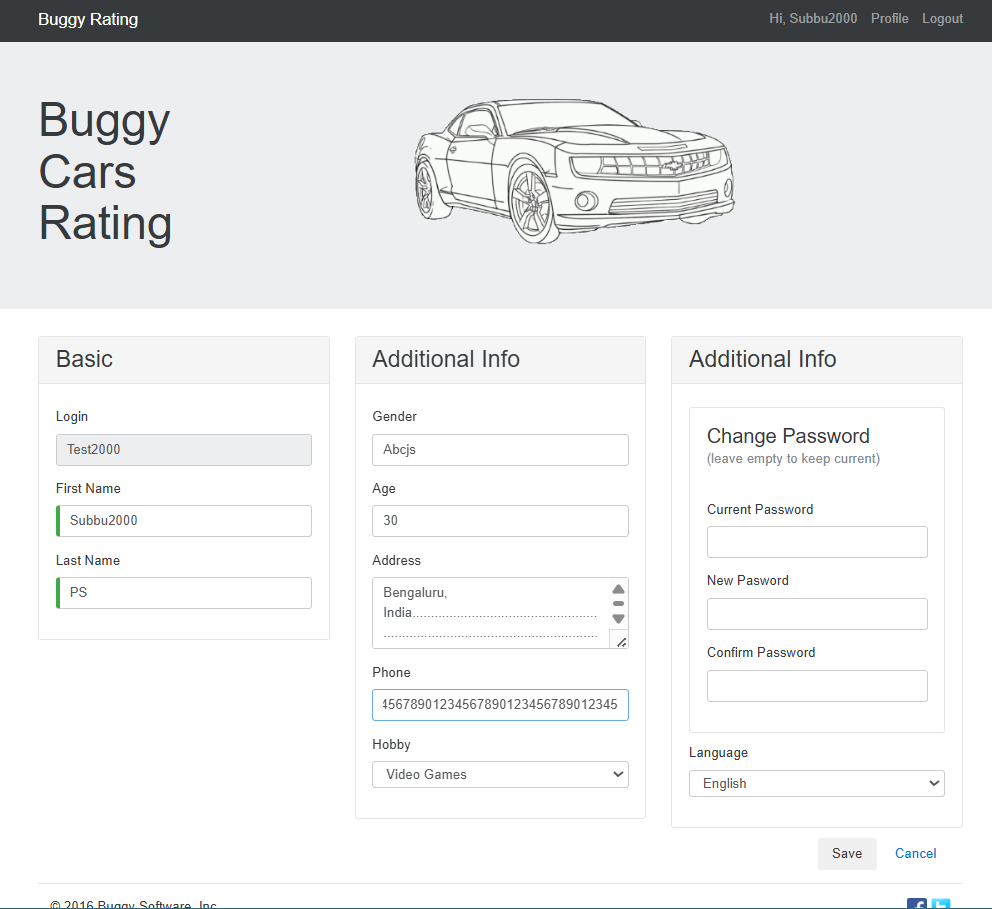 Buggy Rating
Hi, Subbu2000 Profile Logout
Buggy
Cars
Rating
Basic
Login
Test2000
First Name
Subbu2000
Last Name
PS
Additional Info
Gender
Abcjs
Age
30
Address
Bengaluru,
India..................................................
..........................................................
Phone
45678901234567890123456789012345
Hobby
Video Games
Additional Info
Change Password
(leave empty to keep current)
Current Password
New Pasword
Confirm Password
Language
English
Save Cancel
© 2016 Buggy Software, Inc.